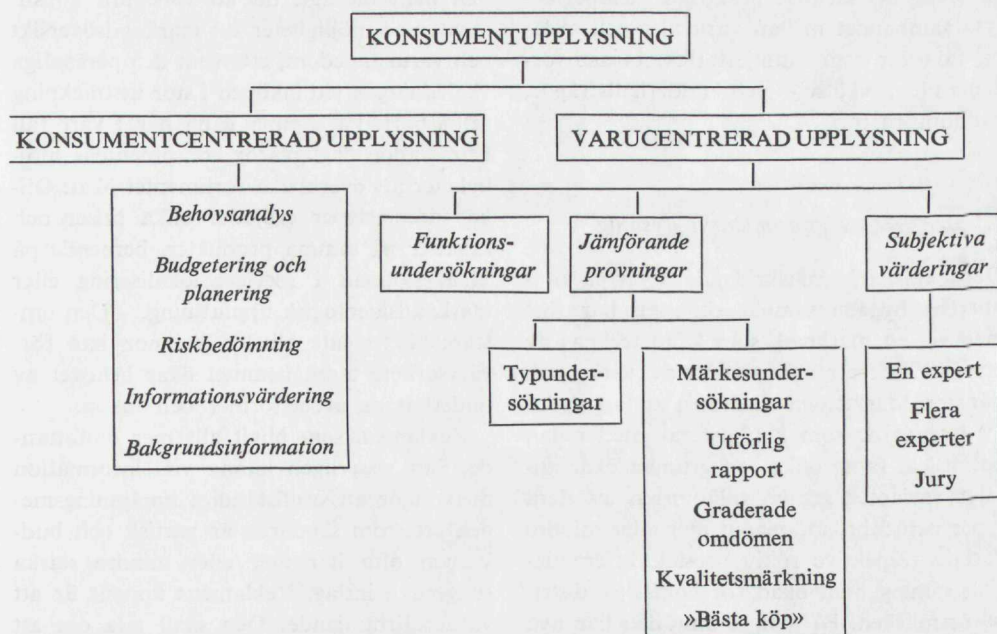 KONSUMENTUPPLYSNING
KONSUMENTCENTRERAD UPPLYSNING
VARUCENTRERAD UPPLYSNING
Behovsanalys
Budgetering och
planering
Riskbedömning
Informationsvärdering
Bakgrundsinformation
Funktions-
undersökningar
Jämförande
provningar
Subjektiva
värderingar
Typunder-
sökningar
Märkesunder-
sökningar
Utförlig
rapport
Graderade
omdömen
Kvalitetsmärkning
»Bästa köp»
En expert
Flera
experter
Jury